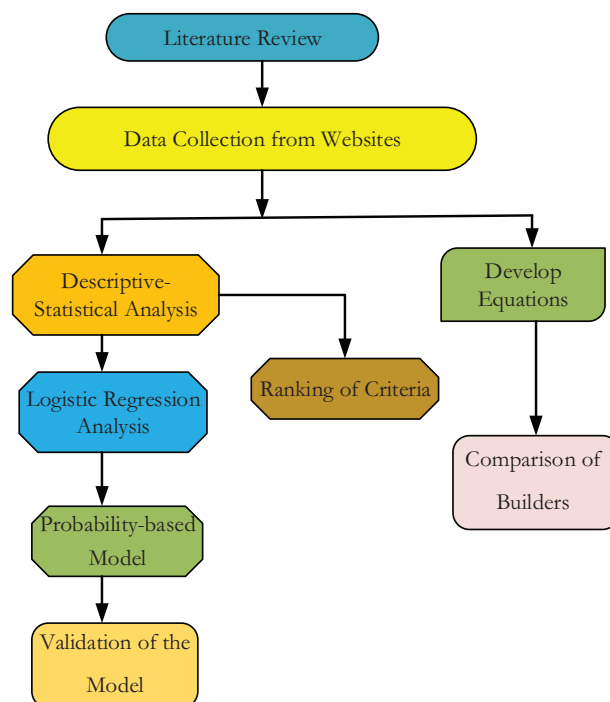 Literature Review
Data Collection from Websites
Descriptive-
Statistical Analysis
Develop
Equations
Ranking of Criteria
Logistic Regression
Analysis
Comparison of
Builders
Probability-based
Model
Validation of the
Model